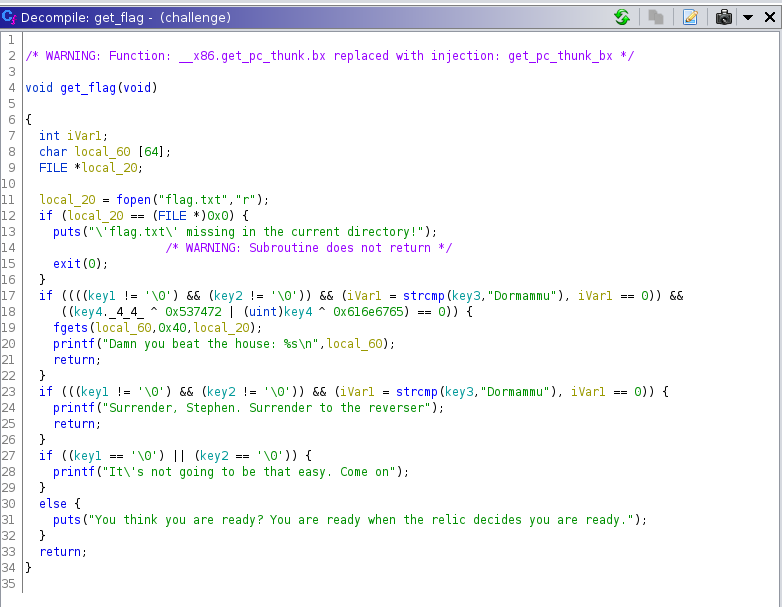 Decompile: get_flag - (challenge)
1
2 /* WARNING: Function: __x86.get_pc_thunk.bx replaced with injection: get_pc_thunk_bx */
3
4 void get_flag(void)
5
6 {
7   int iVar1;
8   char local_60 [64];
9   FILE *local_20;
10
11   local_20 = fopen("flag.txt","r");
12   if (local_20 == (FILE *)0x0) {
13     puts("\'flag.txt\' missing in the current directory!");
14                     /* WARNING: Subroutine does not return */
15     exit(0);
16   }
17   if ((((key1 != '\0') && (key2 != '\0')) && (iVar1 = strcmp(key3,"Dormammu"), iVar1 == 0)) &&
18      ((key4._4_4_ ^ 0x537472 | (uint)key4 ^ 0x616e6765) == 0)) {
19     fgets(local_60,0x40,local_20);
20     printf("Damn you beat the house: %s\n",local_60);
21     return;
22   }
23   if (((key1 != '\0') && (key2 != '\0')) && (iVar1 = strcmp(key3,"Dormammu"), iVar1 == 0)) {
24     printf("Surrender, Stephen. Surrender to the reverser");
25     return;
26   }
27   if ((key1 == '\0') || (key2 == '\0')) {
28     printf("It\'s not going to be that easy. Come on");
29   }
30   else {
31     puts("You think you are ready? You are ready when the relic decides you are ready.");
32   }
33   return;
34 }
35